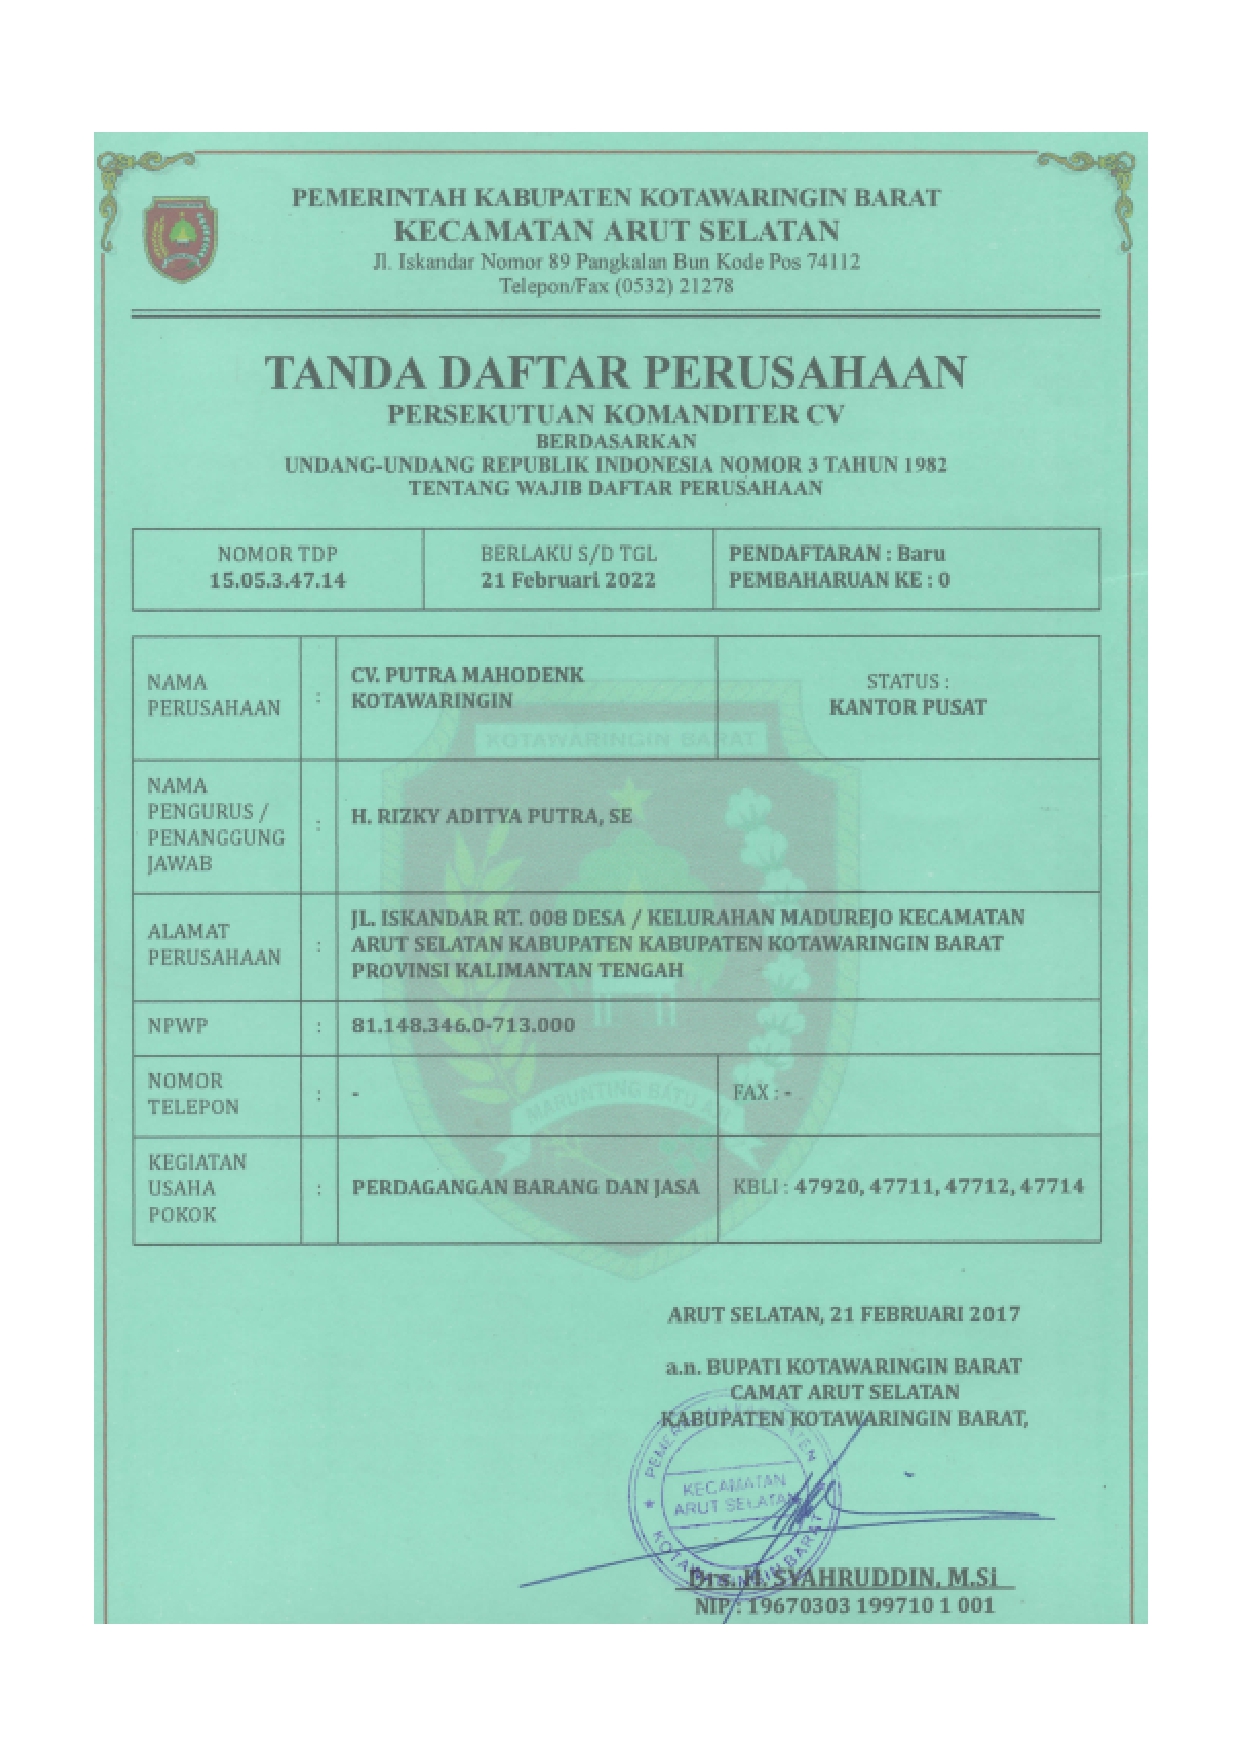 PEMERINTAH KABUPATEN KOTAWARINGIN BARAT
KECAMATAN ARUT SELATAN
Jl. Iskandar Nomor 89 Pangkalan Bun Kode Pos 74112
Telepon/Fax (0532) 21278
TANDA DAFTAR PERUSAHAAN
PERSEKUTUAN KOMANDITER CV
BERDASARKAN
UNDANG-UNDANG REPUBLIK INDONESIA NOMOR 3 TAHUN 1982
TENTANG WAJIB DAFTAR PERUSAHAAN
NOMOR TDP
15.05.3.47.14
BERLAKU S/D TGL
21 Februari 2022
PENDAFTARAN : Baru
PEMBAHARUAN KE : 0
NAMA
PERUSAHAAN
:
CV. PUTRA MAHODENK
KOTAWARINGIN
STATUS :
KANTOR PUSAT
KOTAWARINGIN BARAT
NAMA
PENGURUS /
PENANGGUNG
JAWAB
:
H. RIZKY ADITYA PUTRA, SE
ALAMAT
PERUSAHAAN
:
JL. ISKANDAR RT. 008 DESA / KELURAHAN MADUREJO KECAMATAN
ARUT SELATAN KABUPATEN KABUPATEN KOTAWARINGIN BARAT
PROVINSI KALIMANTAN TENGAH
NPWP
:
81.148.346.0-713.000
NOMOR
TELEPON
:
-
FAX : -
MARUNTING BATU AJI
KEGIATAN
USAHA
POKOK
:
PERDAGANGAN BARANG DAN JASA
KBLI : 47920, 47711, 47712, 47714
ARUT SELATAN, 21 FEBRUARI 2017
a.n. BUPATI KOTAWARINGIN BARAT
CAMAT ARUT SELATAN
KABUPATEN KOTAWARINGIN BARAT,
PEMERINTAH KABUPATEN
KECAMATAN
ARUT SELATAN
KOTAWARINGIN BARAT
Drs. M. SYAHRUDDIN, M.Si
NIP : 19670303 199710 1 001